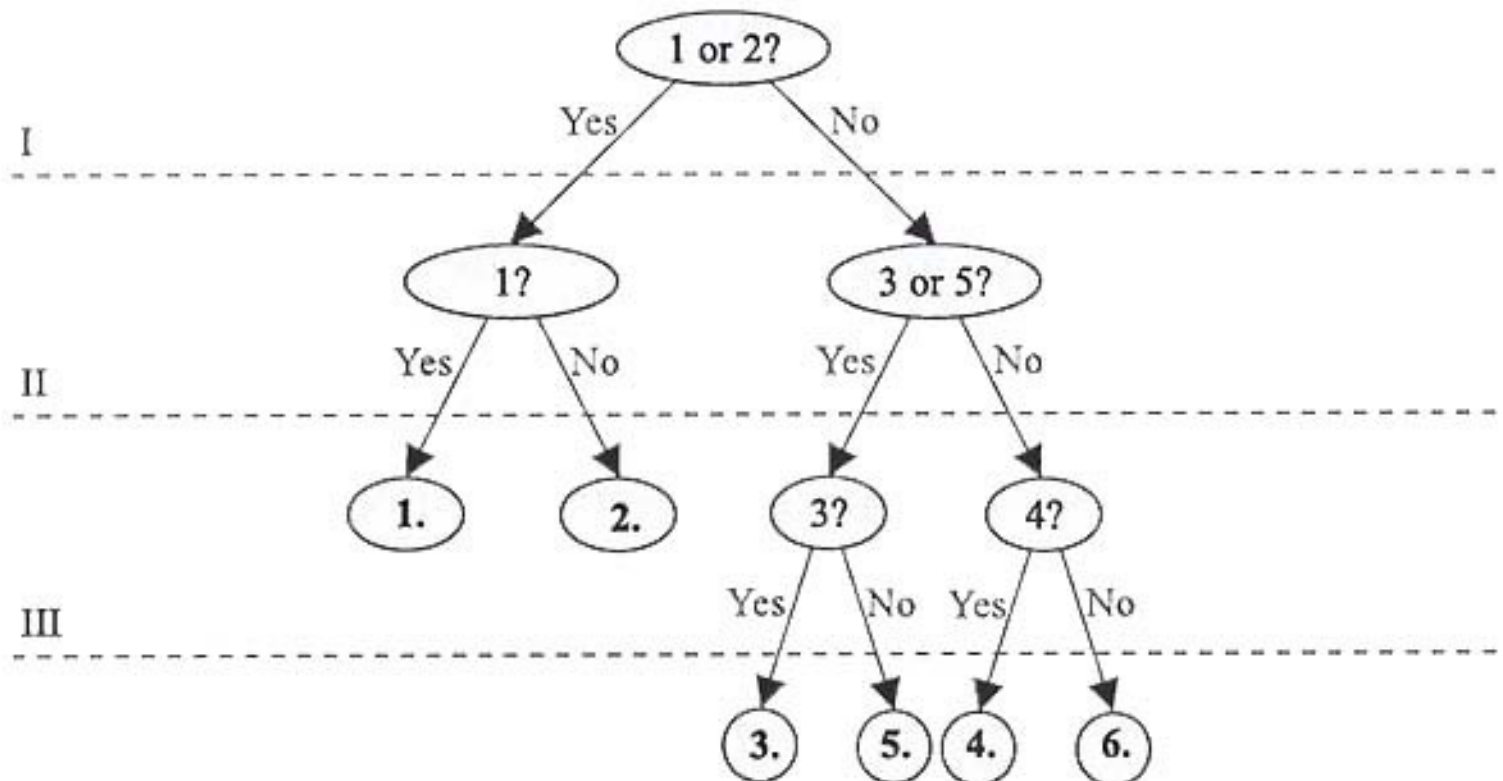 1 or 2?
Yes
No
I
1?
3 or 5?
Yes
No
Yes
No
II
1.
2.
3?
4?
Yes
No
Yes
No
III
3.
5.
4.
6.